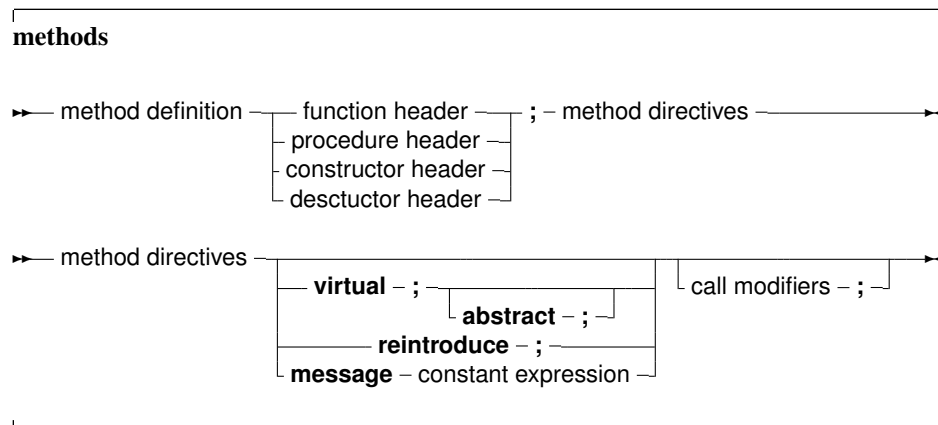 methods
method definition function header ; method directives
procedure header
constructor header
desctuctor header
method directives
virtual ; call modifiers ;
abstract ;
reintroduce ;
message constant expression